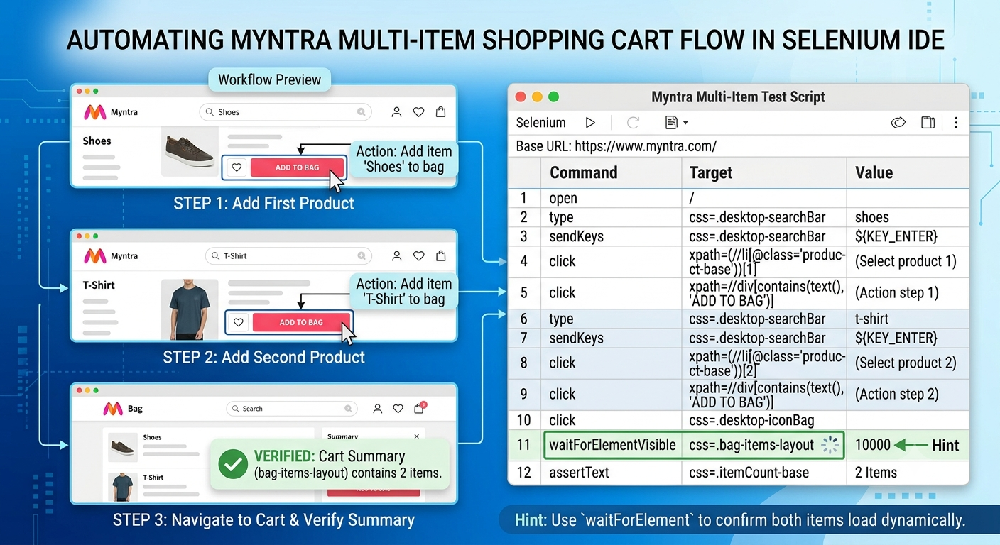 AUTOMATING MYNTRA MULTI-ITEM SHOPPING CART FLOW IN SELENIUM IDE
Workflow Preview
Myntra
Shoes
Shoes
ADD TO BAG
Action: Add item
'Shoes' to bag
STEP 1: Add First Product
Myntra
T-Shirt
T-Shirt
ADD TO BAG
Action: Add item
'T-Shirt' to bag
STEP 2: Add Second Product
Bag
Search
1
Shoes
Summary
T-Shirt
VERIFIED: Cart Summary
(bag-items-layout) contains 2 items.
STEP 3: Navigate to Cart & Verify Summary
Myntra Multi-Item Test Script
Selenium
Base URL: https://www.myntra.com/
Command Target Value
1 open /
2 type css=.desktop-searchBar shoes
3 sendKeys css=.desktop-searchBar ${KEY_ENTER}
4 click xpath=(//li[@class='produc-
ct-base'))[1] (Select product 1)
5 click xpath=//div[contains(text(),
'ADD TO BAG')] (Action step 1)
6 type css=.desktop-searchBar t-shirt
7 sendKeys css=.desktop-searchBar ${KEY_ENTER}
8 click xpath=(//li[@class='produc-
ct-base'))[2] (Select product 2)
9 click xpath=//div[contains(text(),
'ADD TO BAG')] (Action step 2)
10 click css=.desktop-iconBag
11 waitForElementVisible css=.bag-items-layout 10000 Hint
12 assertText css=.itemCount-base 2 Items
Hint: Use `waitForElement` to confirm both items load dynamically.